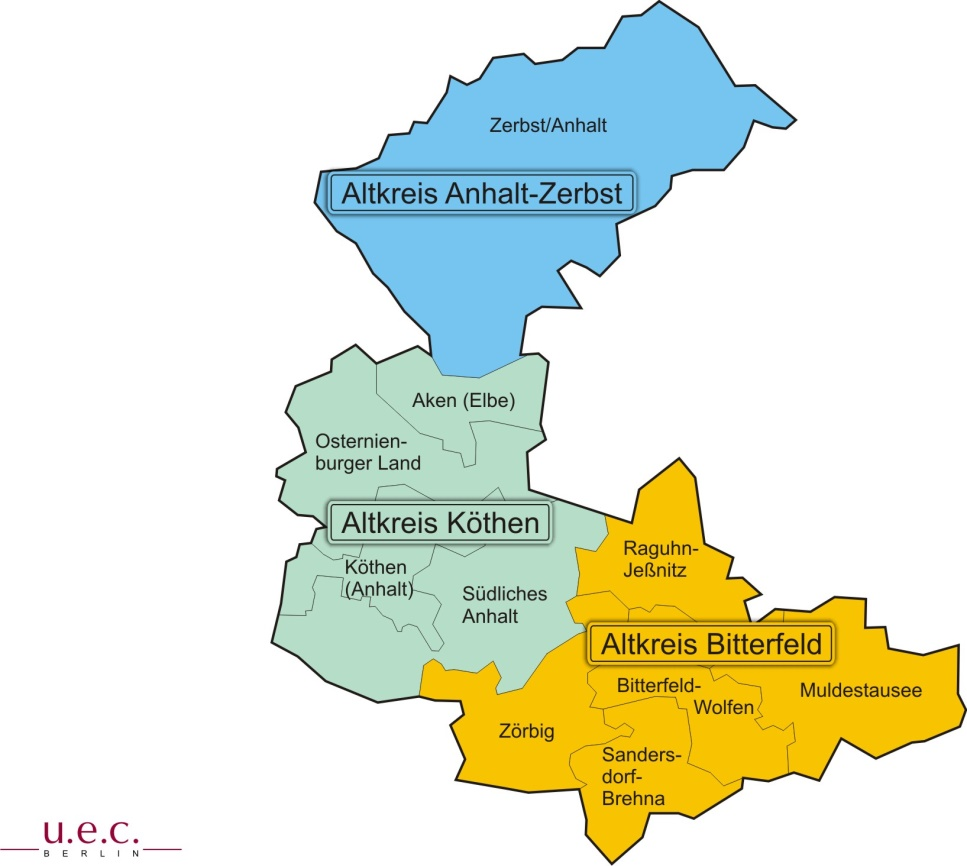 Zerbst/Anhalt
Altkreis Anhalt-Zerbst
Aken (Elbe)
Osternien-
burger Land
Altkreis Köthen
Köthen
(Anhalt)
Südliches
Anhalt
Raguhn-
Jeßnitz
Altkreis Bitterfeld
Bitterfeld-
Wolfen
Muldestausee
Zörbig
Sanders-
dorf-
Brehna
u.e.c.
BERLIN